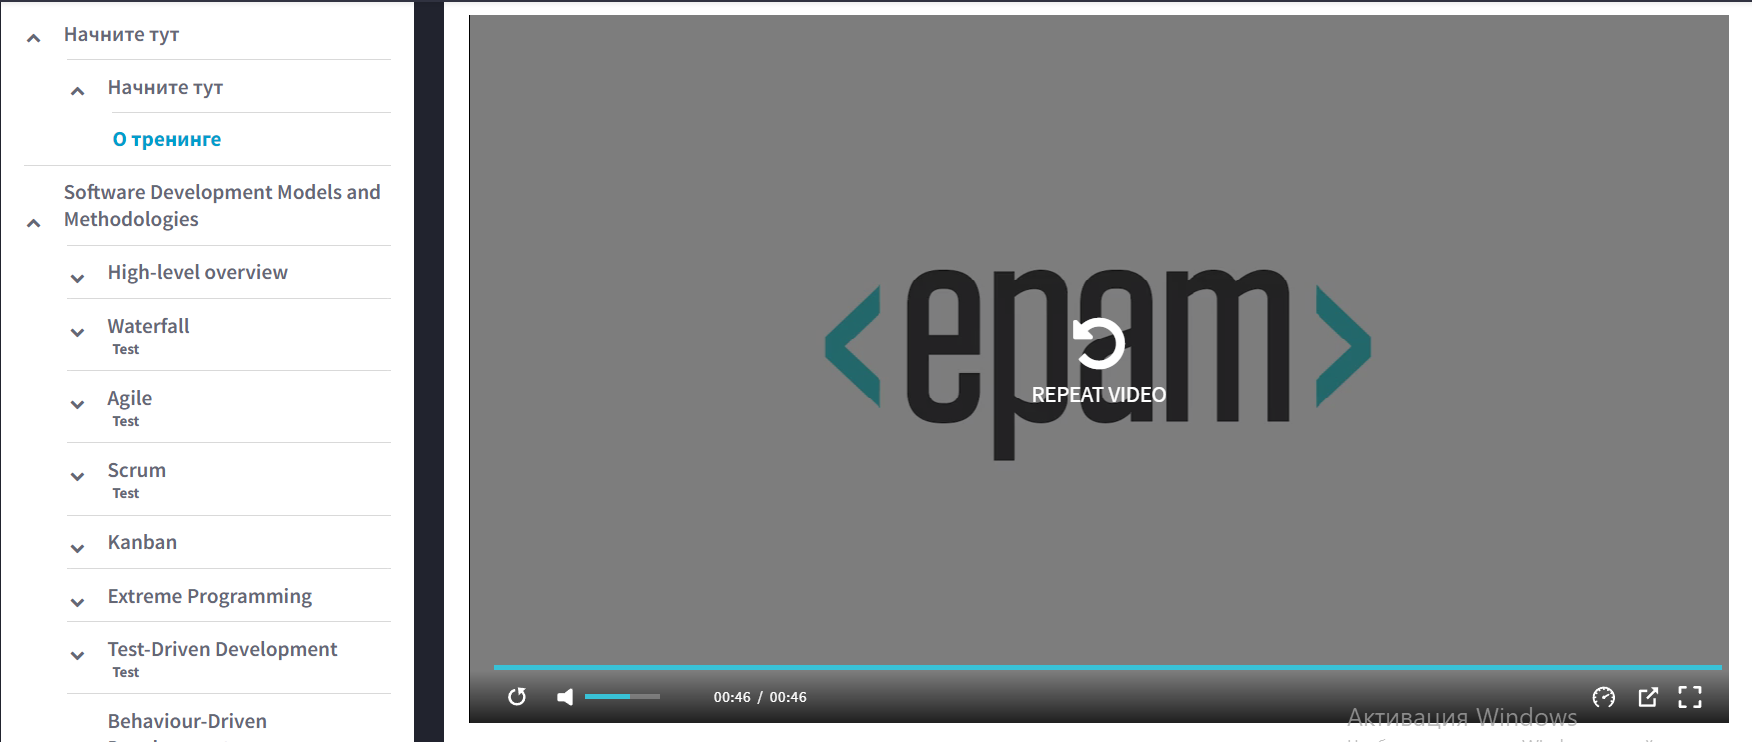 Начните тут
Начните тут
О тренинге
Software Development Models and
Methodologies
High-level overview
Waterfall
Test
Agile
Test
Scrum
Test
Kanban
Extreme Programming
Test-Driven Development
Test
Behaviour-Driven
<epam>
REPEAT VIDEO
00:46 / 00:46
Активация Windows